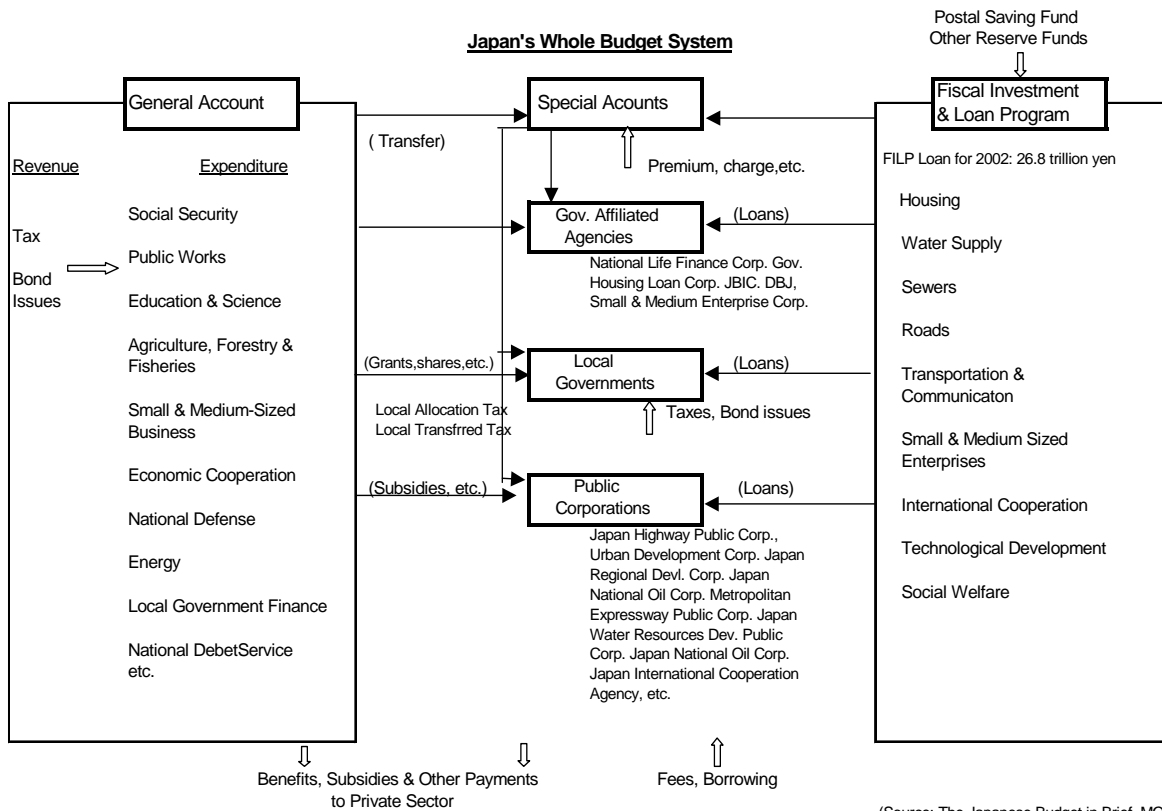 Postal Saving Fund
Other Reserve Funds
Japan's Whole Budget System
General Account
Special Acounts
Fiscal Investment
& Loan Program
( Transfer)
Premium, charge,etc.
FILP Loan for 2002: 26.8 trillion yen
Revenue
Expenditure
Tax
Bond
Issues
Social Security
Public Works
Education & Science
Agriculture, Forestry &
Fisheries
Small & Medium-Sized
Business
Economic Cooperation
National Defense
Energy
Local Government Finance
National DebetService
etc.
Gov. Affiliated
Agencies
(Loans)
National Life Finance Corp. Gov.
Housing Loan Corp. JBIC. DBJ,
Small & Medium Enterprise Corp.
(Grants,shares,etc.)
Local
Governments
(Loans)
Local Allocation Tax
Local Transfrred Tax
Taxes, Bond issues
(Subsidies, etc.)
Public
Corporations
(Loans)
Japan Highway Public Corp.,
Urban Development Corp. Japan
Regional Devl. Corp. Japan
National Oil Corp. Metropolitan
Expressway Public Corp. Japan
Water Resources Dev. Public
Corp. Japan National Oil Corp.
Japan International Cooperation
Agency, etc.
Housing
Water Supply
Sewers
Roads
Transportation &
Communicaton
Small & Medium Sized
Enterprises
International Cooperation
Technological Development
Social Welfare
Benefits, Subsidies & Other Payments
to Private Sector
Fees, Borrowing
(Source: The Japanese Budget in Brief,